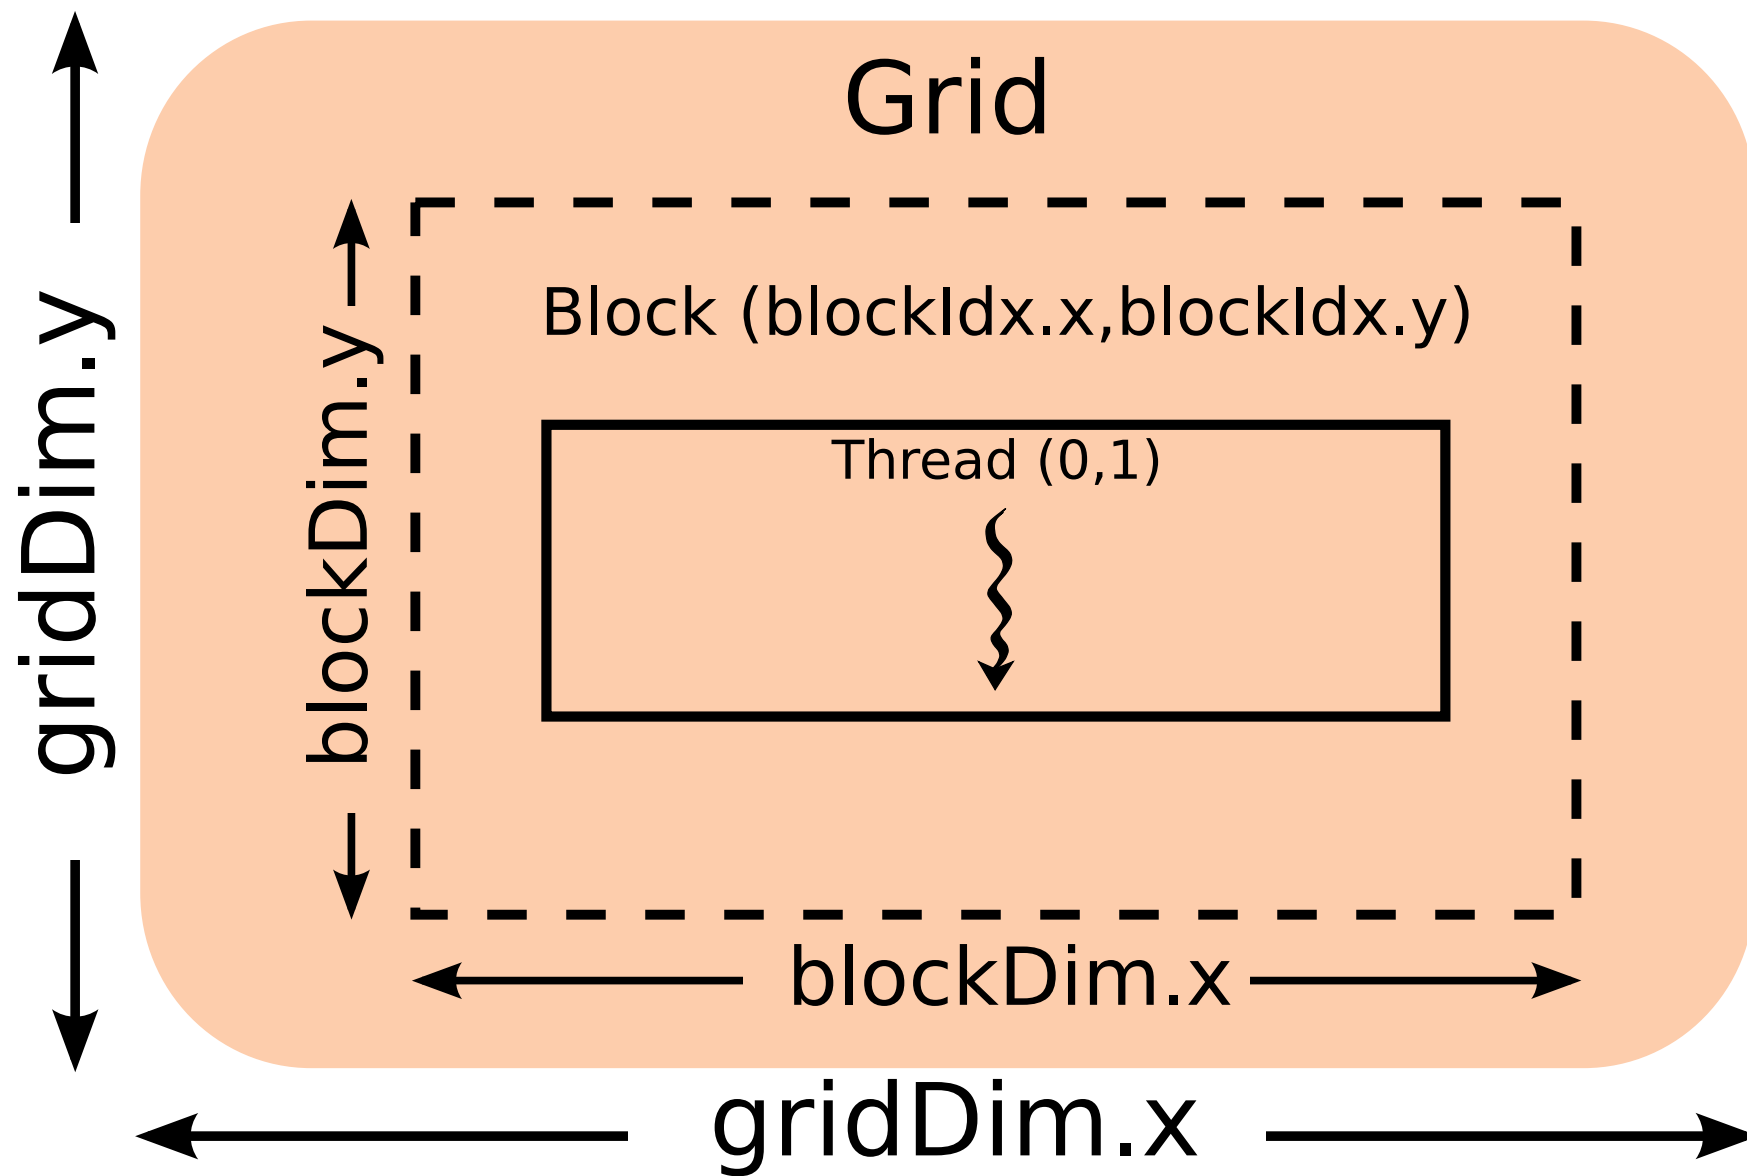 Grid
gridDim.y
blockDim.y
Block (blockIdx.x,blockIdx.y)
Thread (0,1)
blockDim.x
gridDim.x